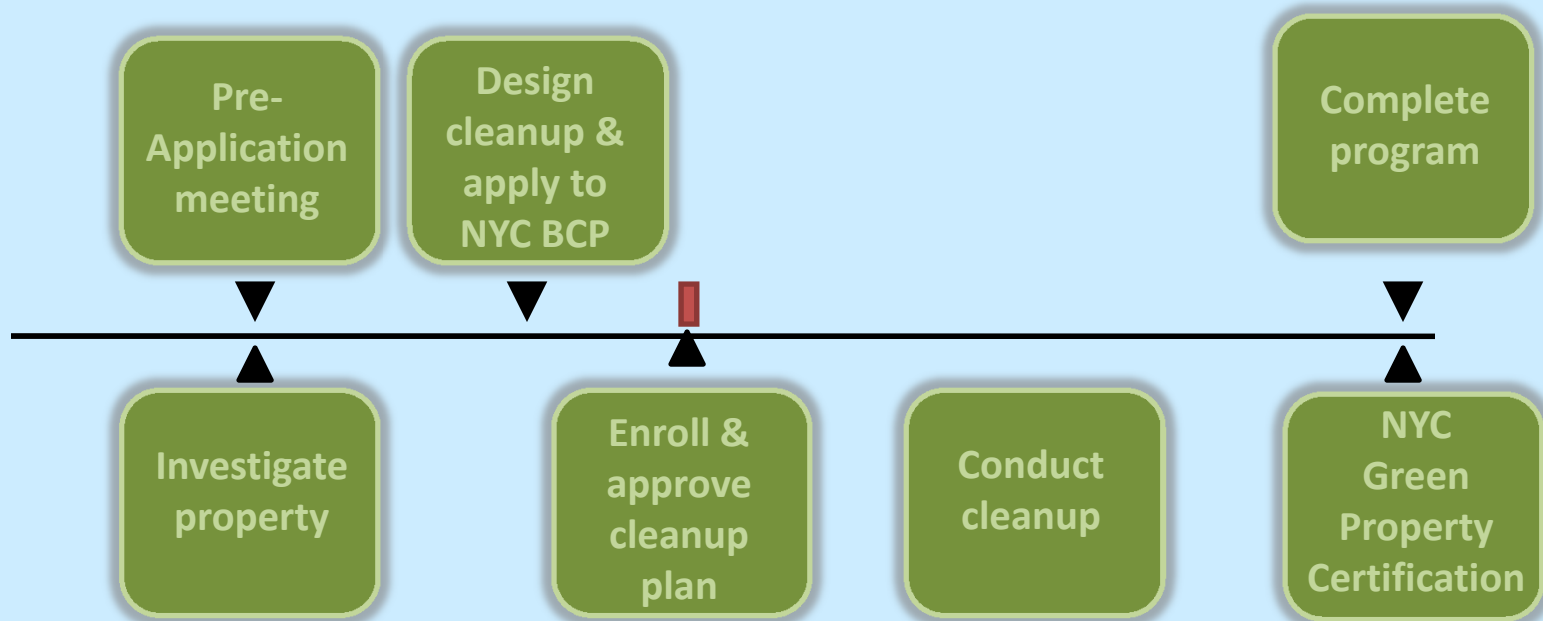 Pre-
Application
meeting
Design
cleanup &
apply to
NYC BCP
Complete
program
Investigate
property
Enroll &
approve
cleanup
plan
Conduct
cleanup
NYC
Green
Property
Certification